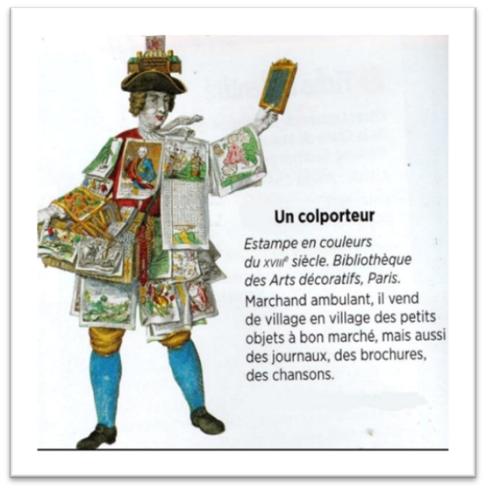 Un colporteur
Estampe en couleurs
du XVIIIᵉ siècle. Bibliothèque
des Arts décoratifs, Paris.
Marchand ambulant, il vend
de village en village des petits
objets à bon marché, mais aussi
des journaux, des brochures,
des chansons.